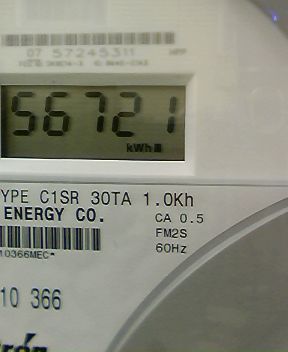 07 57245311
56721
kWh
YPE C1SR 30TA 1.0Kh
ENERGY CO.
CA 0.5
FM2S
60Hz
10366MEC*
10 366
rón